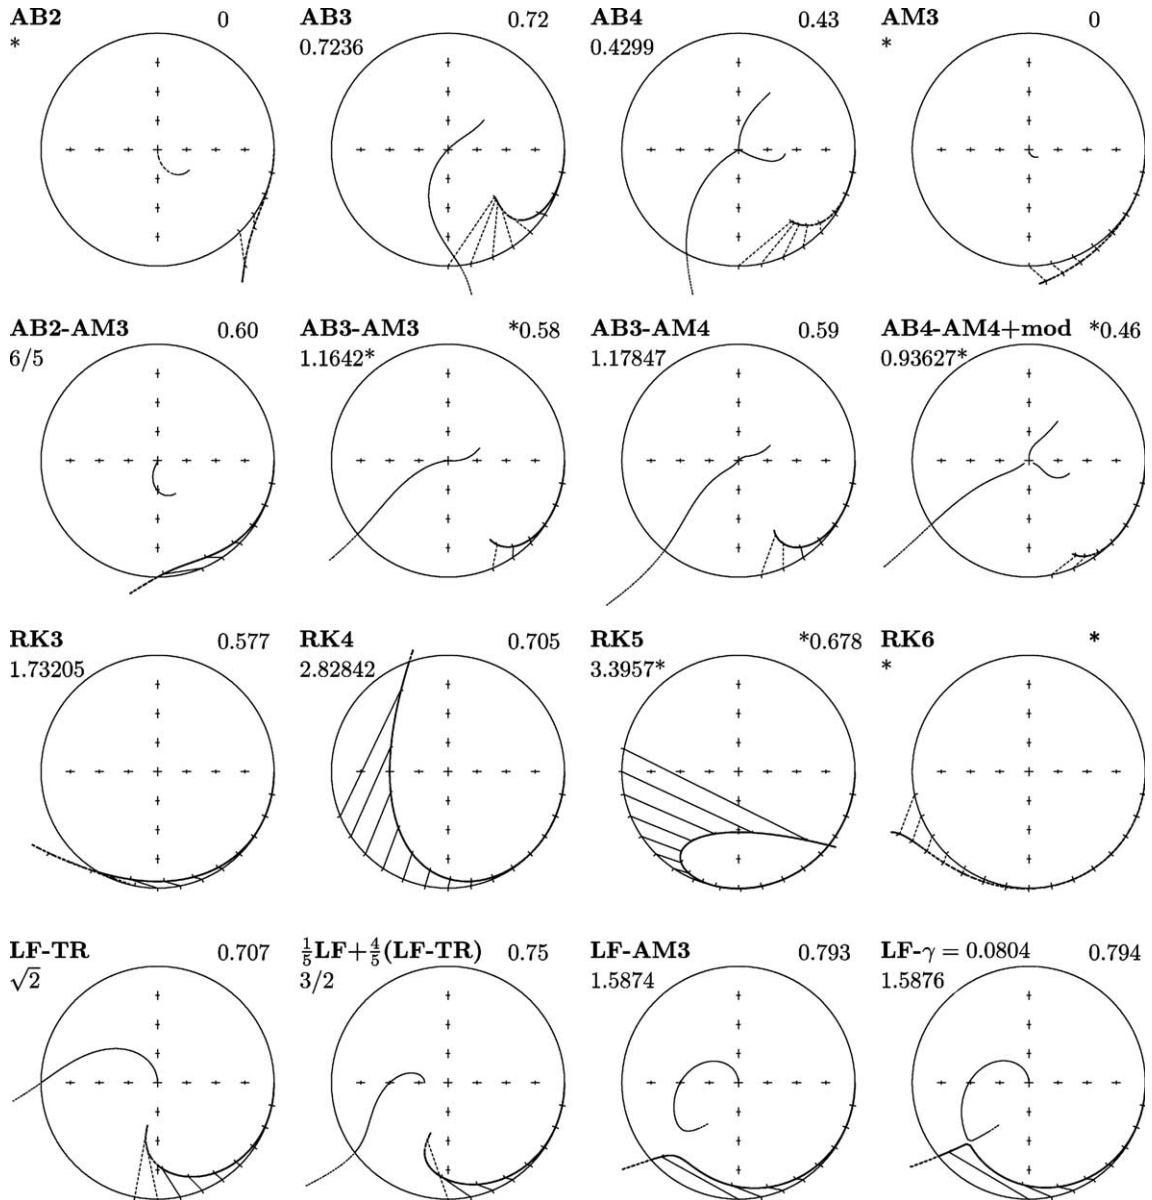 AB2 0
*
AB3 0.72
0.7236
AB4 0.43
0.4299
AM3 0
*
AB2-AM3 0.60
6/5
AB3-AM3 *0.58
1.1642*
AB3-AM4 0.59
1.17847
AB4-AM4+mod *0.46
0.93627*
RK3 0.577
1.73205
RK4 0.705
2.82842
RK5 *0.678
3.3957*
RK6 *
*
LF-TR 0.707
√2
1/5LF+4/5(LF-TR) 0.75
3/2
LF-AM3 0.793
1.5874
LF-γ = 0.0804 0.794
1.5876